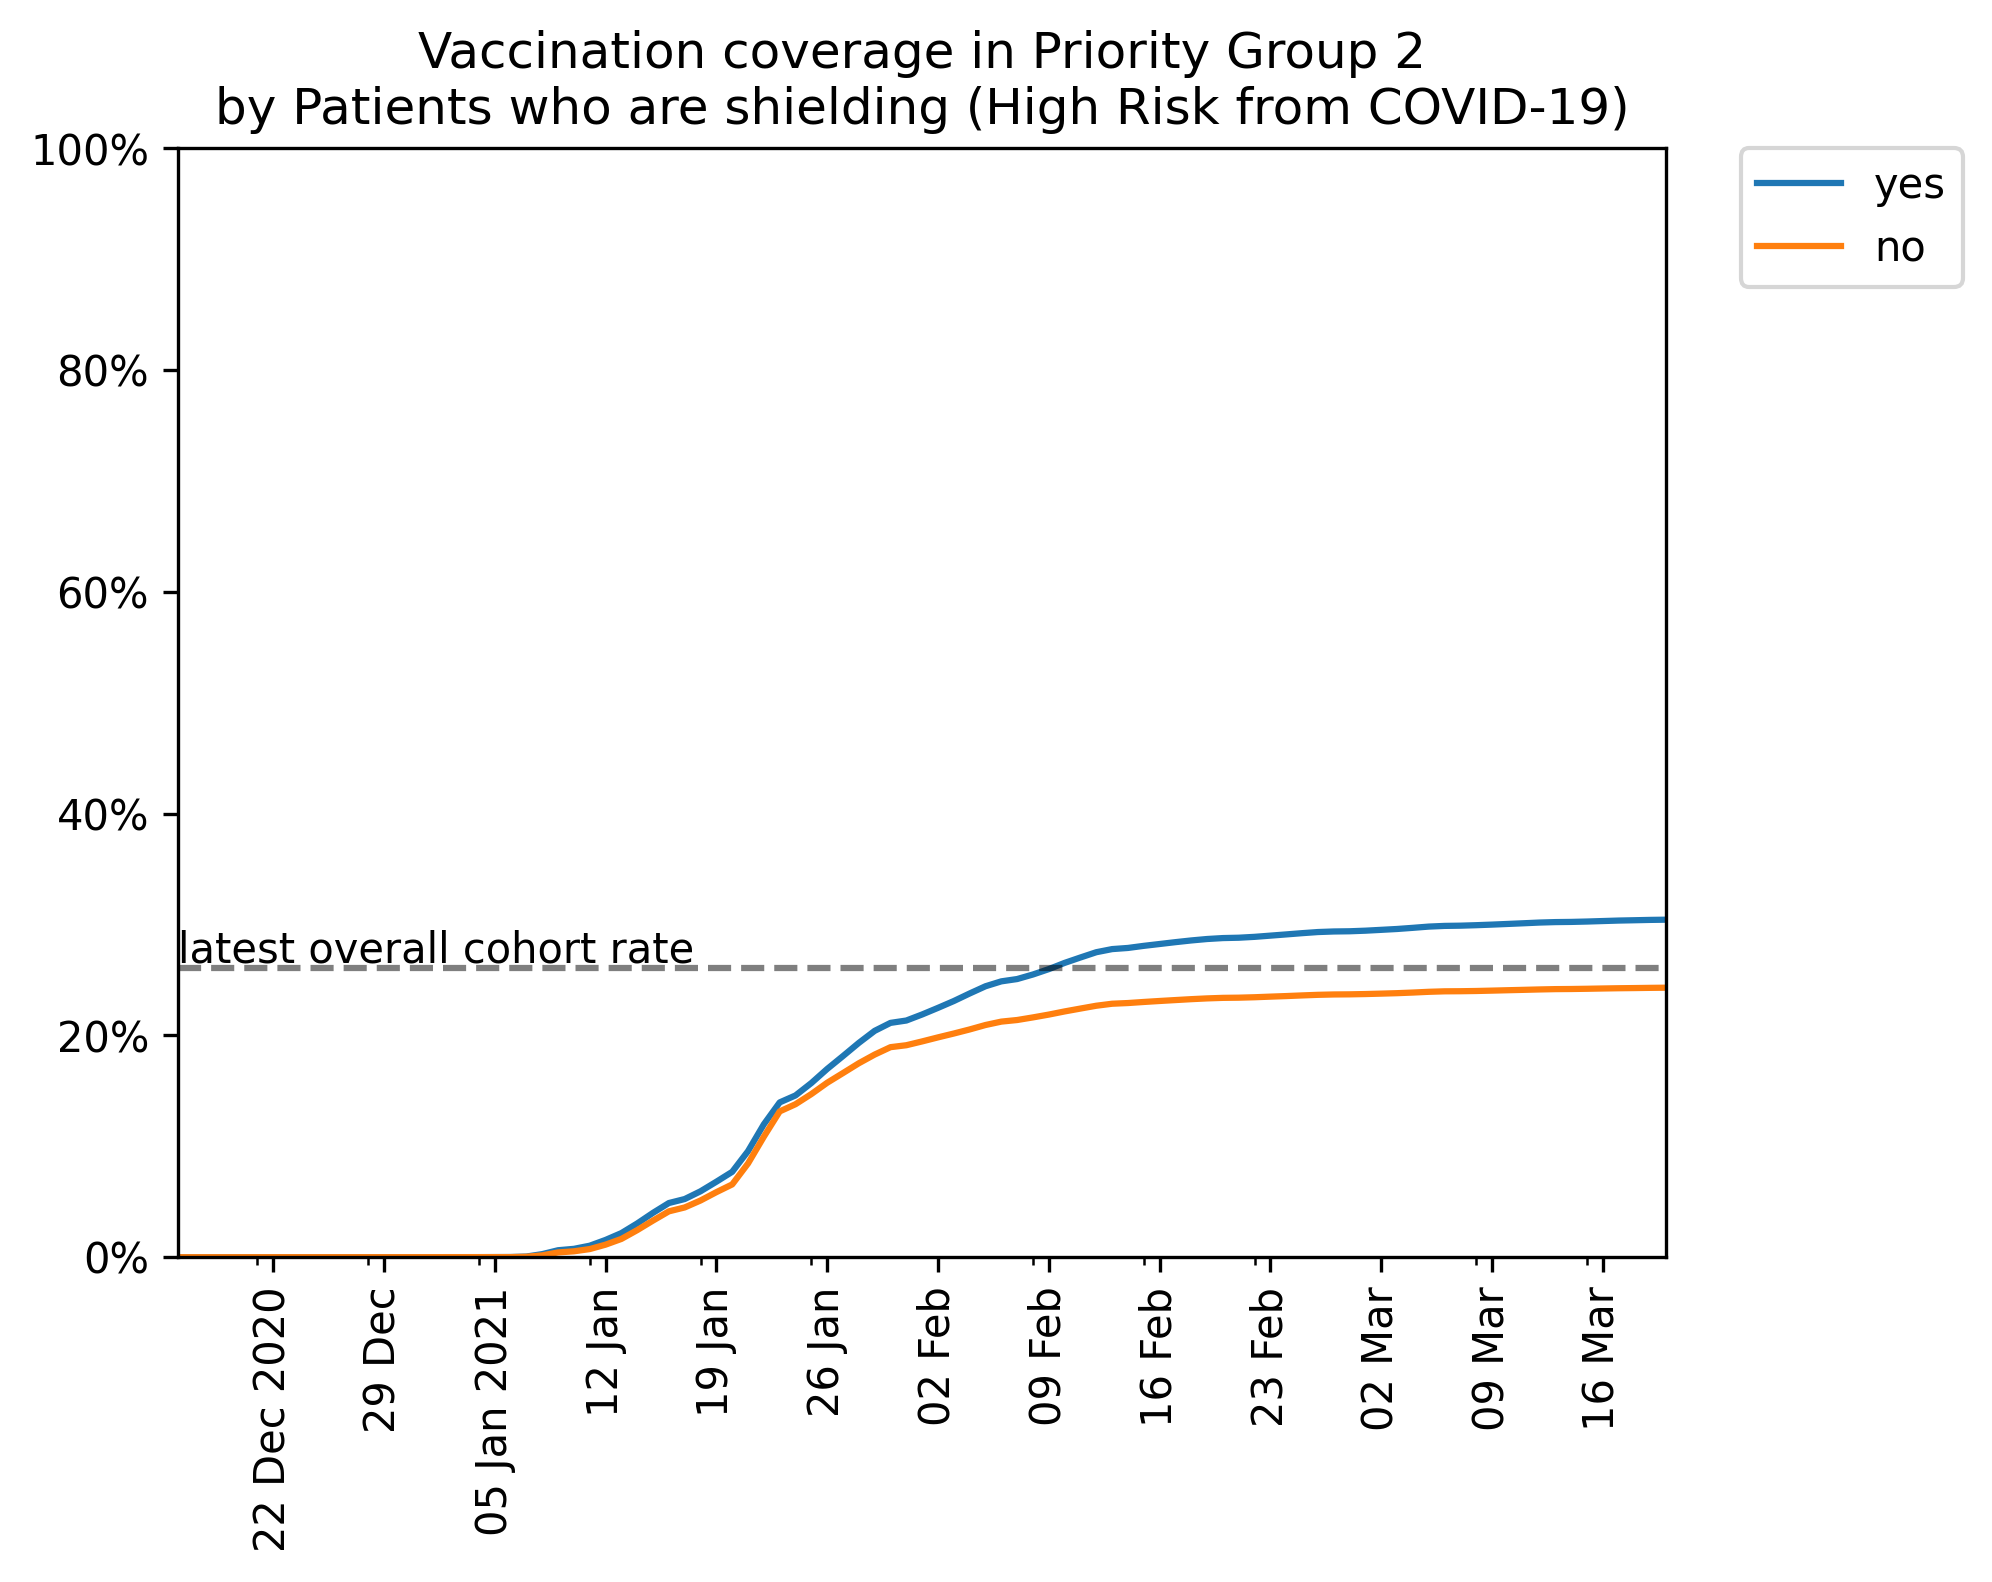 Vaccination coverage in Priority Group 2
by Patients who are shielding (High Risk from COVID-19)
100%
80%
60%
40%
20%
0%
latest overall cohort rate
yes
no
22 Dec 2020
29 Dec
05 Jan 2021
12 Jan
19 Jan
26 Jan
02 Feb
09 Feb
16 Feb
23 Feb
02 Mar
09 Mar
16 Mar